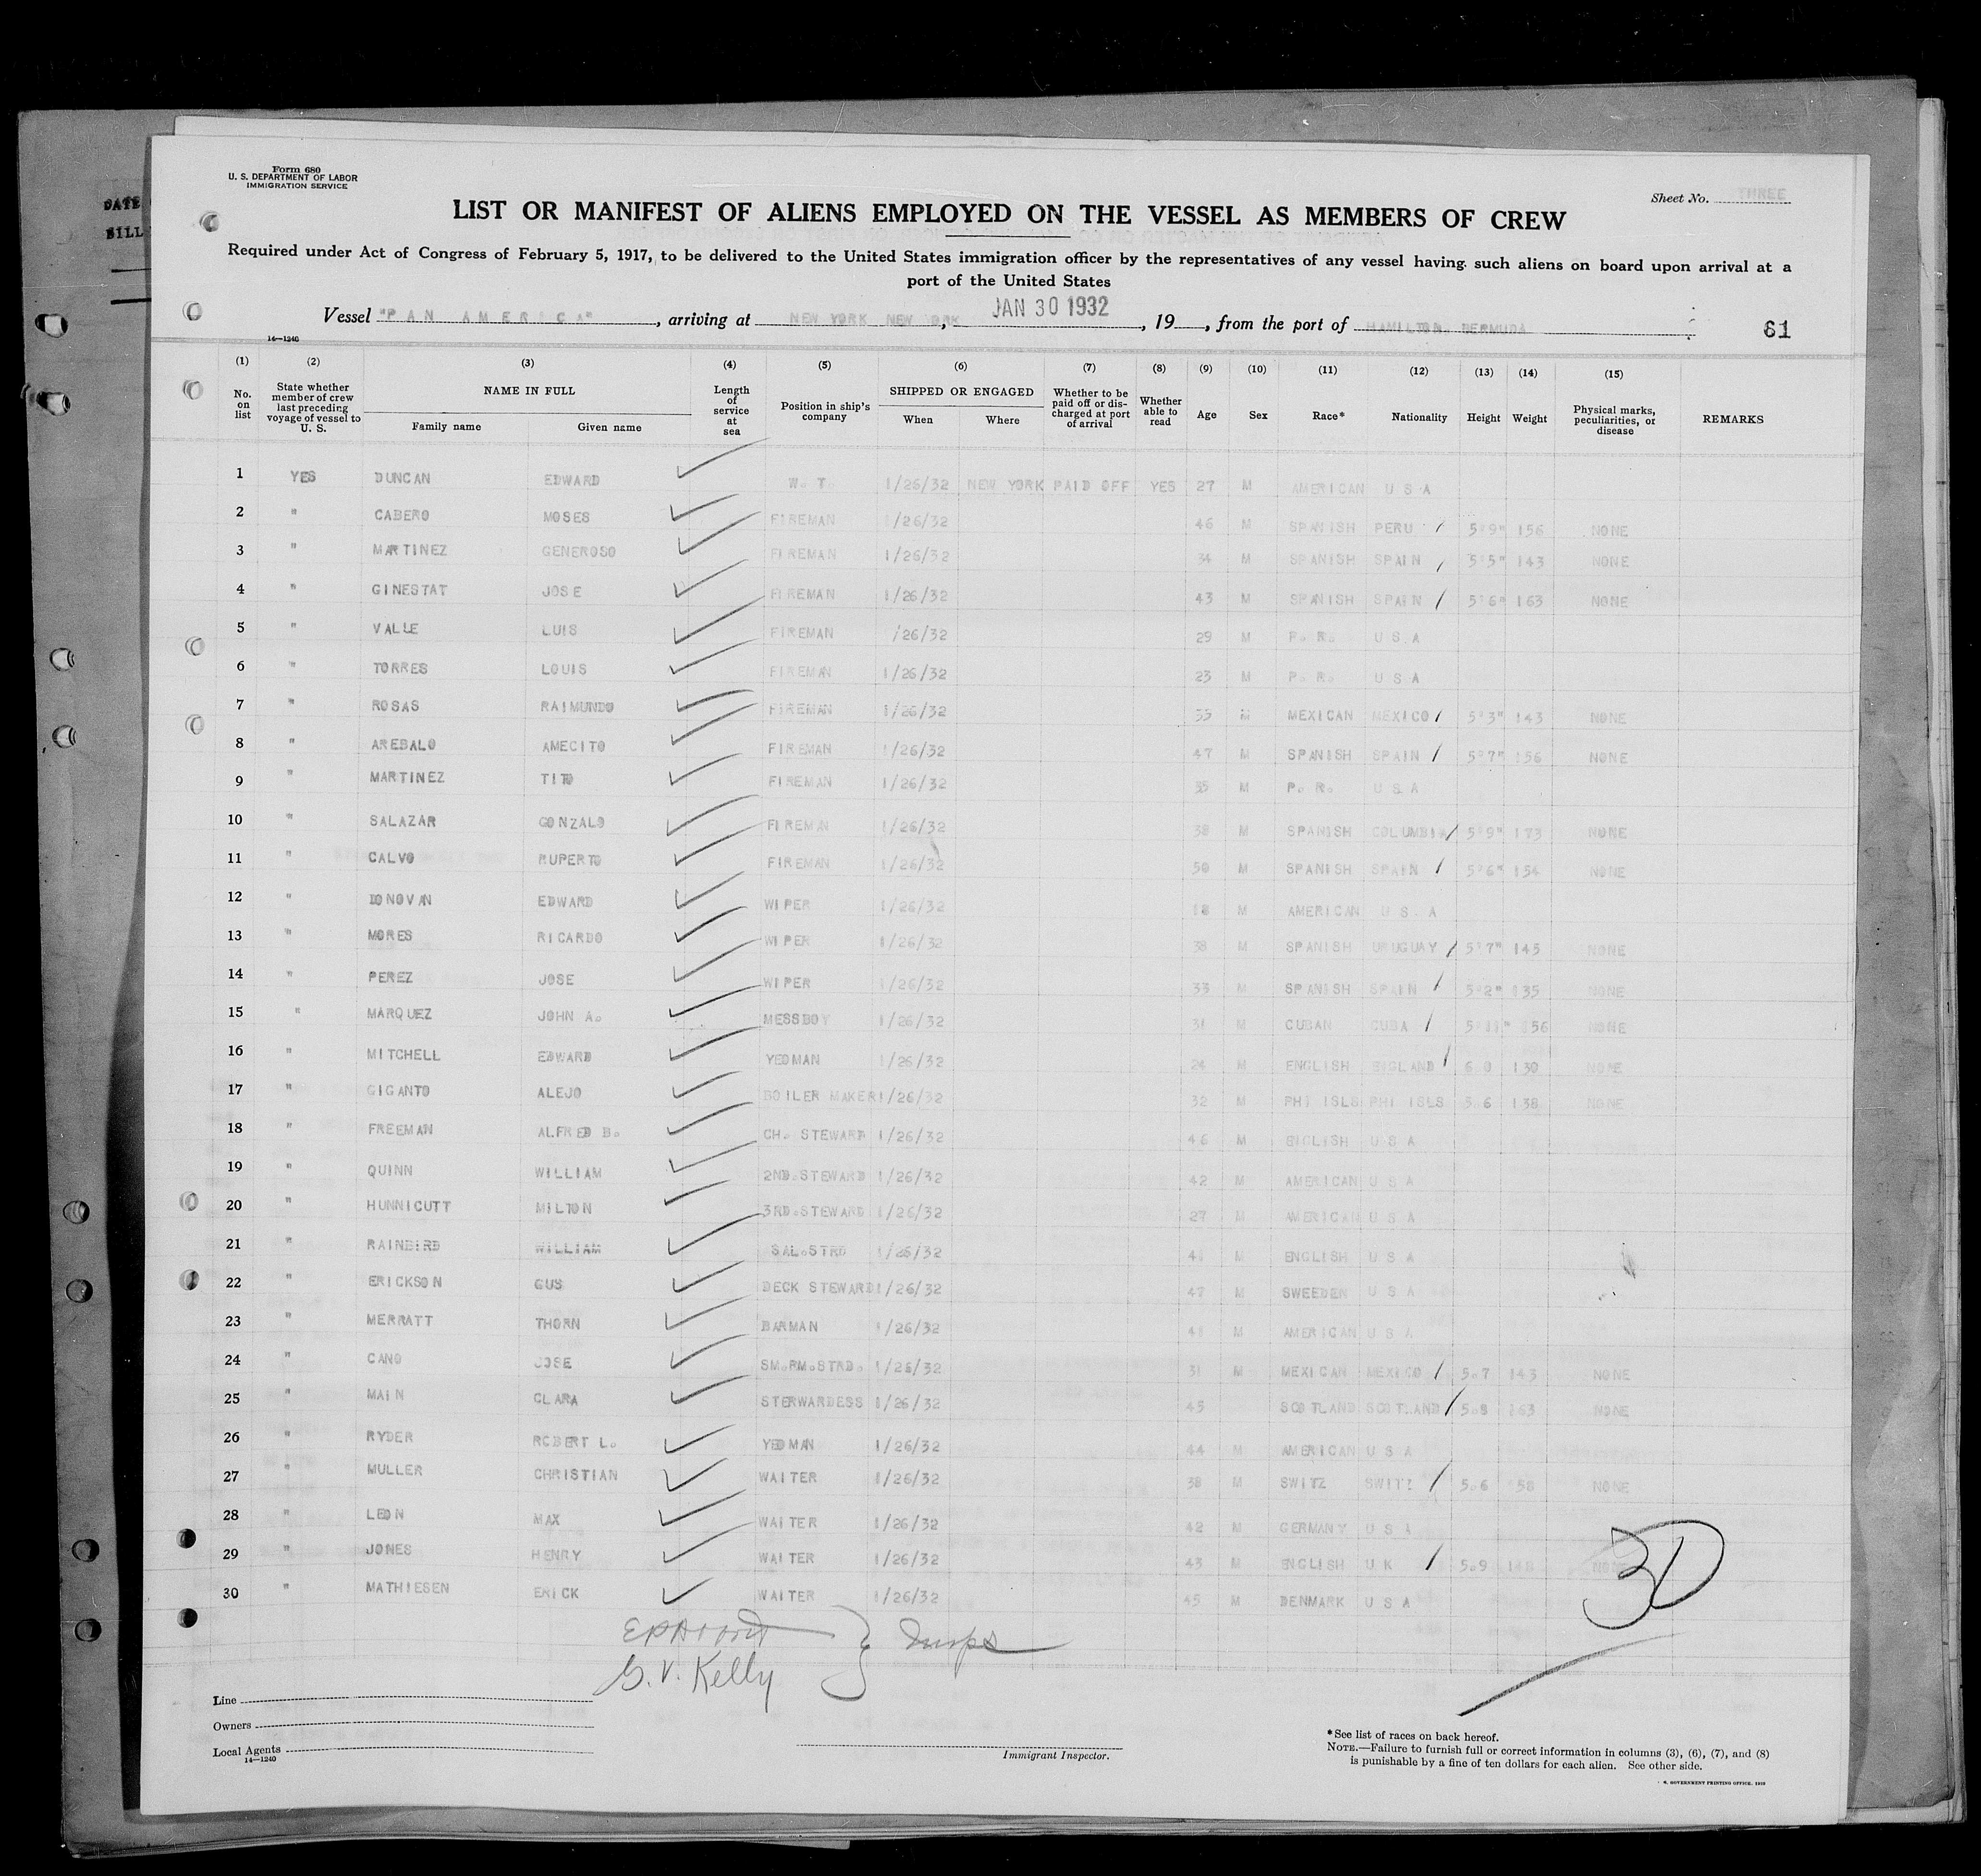 Form 680
U. S. DEPARTMENT OF LABOR
IMMIGRATION SERVICE
Sheet No. THREE
LIST OR MANIFEST OF ALIENS EMPLOYED ON THE VESSEL AS MEMBERS OF CREW
Required under Act of Congress of February 5, 1917, to be delivered to the United States immigration officer by the representatives of any vessel having such aliens on board upon arrival at a
port of the United States
Vessel "PAN AMERICA", arriving at NEW YORK NEW YORK, JAN 30 1932, 19, from the port of HAMILTON, BERMUDA 61
14—1240
(1) (2) (3) (4) (5) (6) (7) (8) (9) (10) (11) (12) (13) (14) (15)
No. on list State whether member of crew last preceding voyage of vessel to U. S. NAME IN FULL Family name Given name Length of service at sea Position in ship's company SHIPPED OR ENGAGED When Where Whether to be paid off or discharged at port of arrival Whether able to read Age Sex Race* Nationality Height Weight Physical marks, peculiarities, or disease REMARKS
1 YES DUNCAN EDWARD W. T. 1/26/32 NEW YORK PAID OFF YES 27 M AMERICAN U S A
2 " CABERO MOSES FIREMAN 1/26/32 46 M SPANISH PERU 5'9" 156 NONE
3 " MARTINEZ GENEROSO FIREMAN 1/26/32 34 M SPANISH SPAIN 5'5" 143 NONE
4 " GINESTAT JOSE FIREMAN 1/26/32 43 M SPANISH SPAIN 5'6" 163 NONE
5 " VALLE LUIS FIREMAN /26/32 29 M P. R. U S A
6 " TORRES LOUIS FIREMAN 1/26/32 23 M P. R. U S A
7 " ROSAS RAIMUNDO FIREMAN 1/26/32 M MEXICAN MEXICO 5'3" 143 NONE
8 " AREBALO AMECITO FIREMAN 1/26/32 47 M SPANISH SPAIN 5'7" 156 NONE
9 " MARTINEZ TITO FIREMAN 1/26/32 M P. R. U S A
10 " SALAZAR GONZALO FIREMAN 1/26/32 38 M SPANISH COLUMBIA 5'9" 173 NONE
11 " CALVO RUPERTO FIREMAN 1/26/32 50 M SPANISH SPAIN 5'6" 154 NONE
12 " DONOVAN EDWARD WIPER 1/26/32 18 M AMERICAN U S A
13 " MORES RICARDO WIPER 1/26/32 38 M SPANISH URUGUAY 5'7" 145 NONE
14 " PEREZ JOSE WIPER 1/26/32 33 M SPANISH SPAIN 5'2" 135 NONE
15 " MARQUEZ JOHN A. MESSBOY 1/26/32 31 M CUBAN CUBA 5'11" 156 NONE
16 " MITCHELL EDWARD YEOMAN 1/26/32 24 M ENGLISH ENGLAND 6 0 130 NONE
17 " GIGANTO ALEJO BOILER MAKER 1/26/32 32 M PHI ISLS PHI ISLS 5.6 138 NONE
18 " FREEMAN ALFRED B. CH. STEWARD 1/26/32 46 M ENGLISH U S A
19 " QUINN WILLIAM 2ND.STEWARD 1/26/32 42 M AMERICAN U S A
20 " HUNNICUTT MILTON 3RD.STEWARD 1/26/32 27 M AMERICAN U S A
21 " RAINBIRD WILLIAM SAL.STRD 1/26/32 M ENGLISH U S A
22 " ERICKSON GUS DECK STEWARD 1/26/32 47 M SWEEDEN U S A
23 " MERRATT THORN BARMAN 1/26/32 M AMERICAN U S A
24 " CANO JOSE SM.RM.STRD. 1/26/32 31 M MEXICAN MEXICO 5.7 143 NONE
25 " MAIN CLARA STERWARDESS 1/26/32 45 SCOTLAND SCOTLAND 163 NONE
26 " RYDER ROBERT L. YEOMAN 1/26/32 44 M AMERICAN U S A
27 " MULLER CHRISTIAN WAITER 1/26/32 38 M SWITZ SWITZ 5.6 58 NONE
28 " LEON MAX WAITER 1/26/32 42 M GERMANY U S A
29 " JONES HENRY WAITER 1/26/32 43 M ENGLISH U K 5.9 148
30 " MATHIESEN ERICK WAITER 1/26/32 45 M DENMARK U S A
30
G. V. Kelly
Line
Owners
Local Agents
14—1240
Immigrant Inspector.
*See list of races on back hereof.
NOTE.—Failure to furnish full or correct information in columns (3), (6), (7), and (8)
is punishable by a fine of ten dollars for each alien. See other side.
DATE
BILL